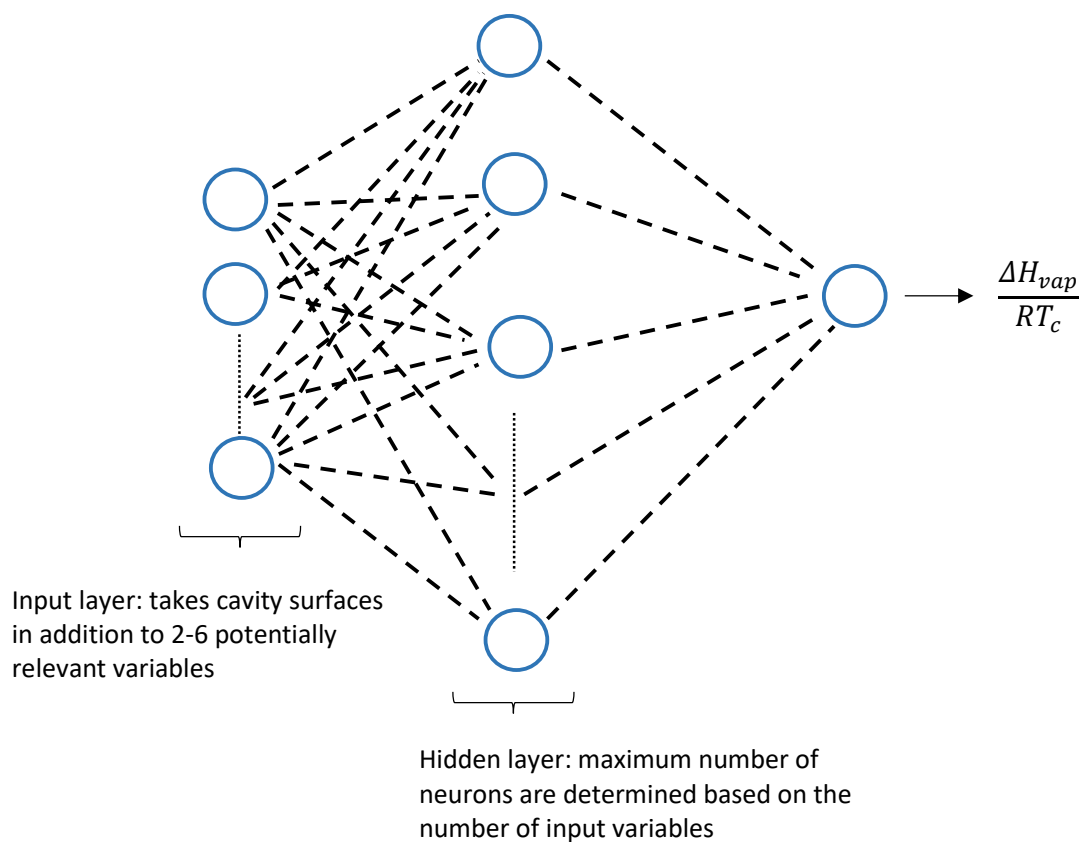 ΔH_vap
RT_c
Input layer: takes cavity surfaces
in addition to 2-6 potentially
relevant variables
Hidden layer: maximum number of
neurons are determined based on the
number of input variables